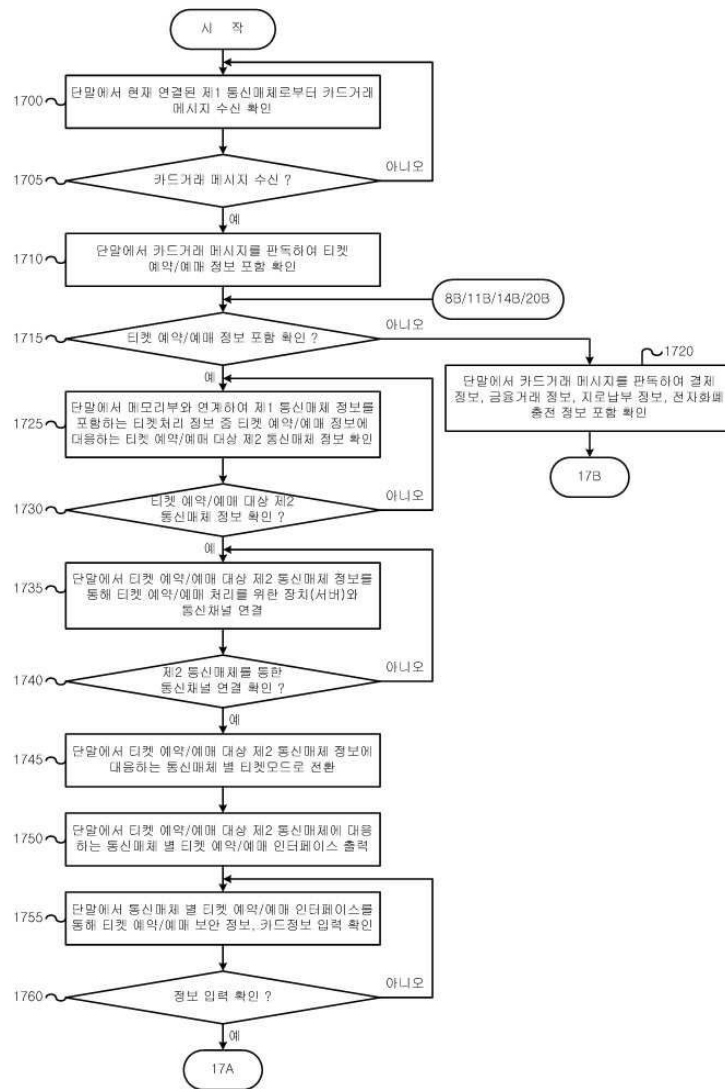 시 작
1700
단말에서 현재 연결된 제1 통신매체로부터 카드거래
메시지 수신 확인
아니오
1705
카드거래 메시지 수신 ?
예
1710
단말에서 카드거래 메시지를 판독하여 티켓
예약/예매 정보 포함 확인
8B/11B/14B/20B
아니오
1715
티켓 예약/예매 정보 포함 확인 ?
1720
예
단말에서 카드거래 메시지를 판독하여 결제
정보, 금융거래 정보, 지로납부 정보, 전자화폐
충전 정보 포함 확인
1725
단말에서 메모리부와 연계하여 제1 통신매체 정보를
포함하는 티켓처리 정보 중 티켓 예약/예매 정보에
대응하는 티켓 예약/예매 대상 제2 통신매체 정보 확인
17B
아니오
1730
티켓 예약/예매 대상 제2
통신매체 정보 확인 ?
예
1735
단말에서 티켓 예약/예매 대상 제2 통신매체 정보를
통해 티켓 예약/예매 처리를 위한 장치(서버)와
통신채널 연결
아니오
1740
제2 통신매체를 통한
통신채널 연결 확인 ?
예
1745
단말에서 티켓 예약/예매 대상 제2 통신매체 정보에
대응하는 통신매체 별 티켓모드로 전환
1750
단말에서 티켓 예약/예매 대상 제2 통신매체에 대응
하는 통신매체 별 티켓 예약/예매 인터페이스 출력
1755
단말에서 통신매체 별 티켓 예약/예매 인터페이스를
통해 티켓 예약/예매 보안 정보, 카드정보 입력 확인
아니오
1760
정보 입력 확인 ?
예
17A